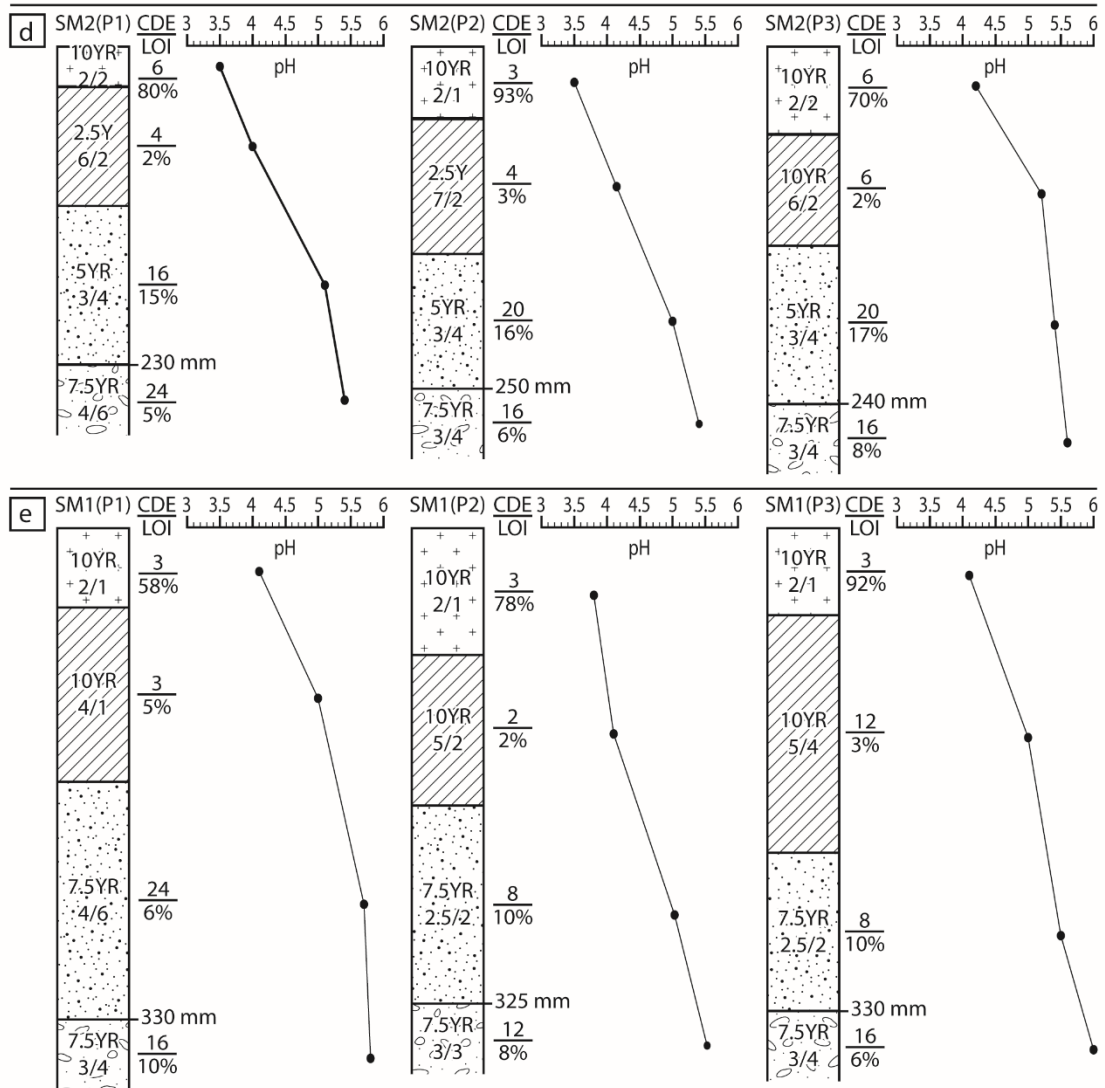 d
SM2(P1) CDE 3 3.5 4 4.5 5 5.5 6
LOI
pH
10YR
2/2
6
80%
2.5Y
6/2
4
2%
5YR
3/4
16
15%
230 mm
7.5YR
4/6
24
5%
SM2(P2) CDE 3 3.5 4 4.5 5 5.5 6
LOI
pH
10YR
2/1
3
93%
2.5Y
7/2
4
3%
5YR
3/4
20
16%
250 mm
7.5YR
3/4
16
6%
SM2(P3) CDE 3 3.5 4 4.5 5 5.5 6
LOI
pH
10YR
2/2
6
70%
10YR
6/2
6
2%
5YR
3/4
20
17%
240 mm
7.5YR
3/4
16
8%
e
SM1(P1) CDE 3 3.5 4 4.5 5 5.5 6
LOI
pH
10YR
2/1
3
58%
10YR
4/1
3
5%
7.5YR
4/6
24
6%
330 mm
7.5YR
3/4
16
10%
SM1(P2) CDE 3 3.5 4 4.5 5 5.5 6
LOI
pH
10YR
2/1
3
78%
10YR
5/2
2
2%
7.5YR
2.5/2
8
10%
325 mm
7.5YR
3/3
12
8%
SM1(P3) CDE 3 3.5 4 4.5 5 5.5 6
LOI
pH
10YR
2/1
3
92%
10YR
5/4
12
3%
7.5YR
2.5/2
8
10%
330 mm
7.5YR
3/4
16
6%